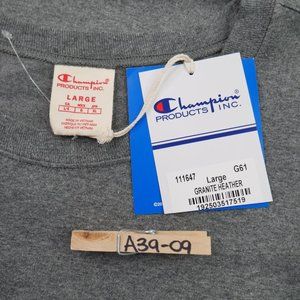 Champion
PRODUCTS INC.
LARGE
MADE IN VIETNAM
Champion
PRODUCTS INC.
111647
Large
G61
GRANITE HEATHER
192503517519
A39-09